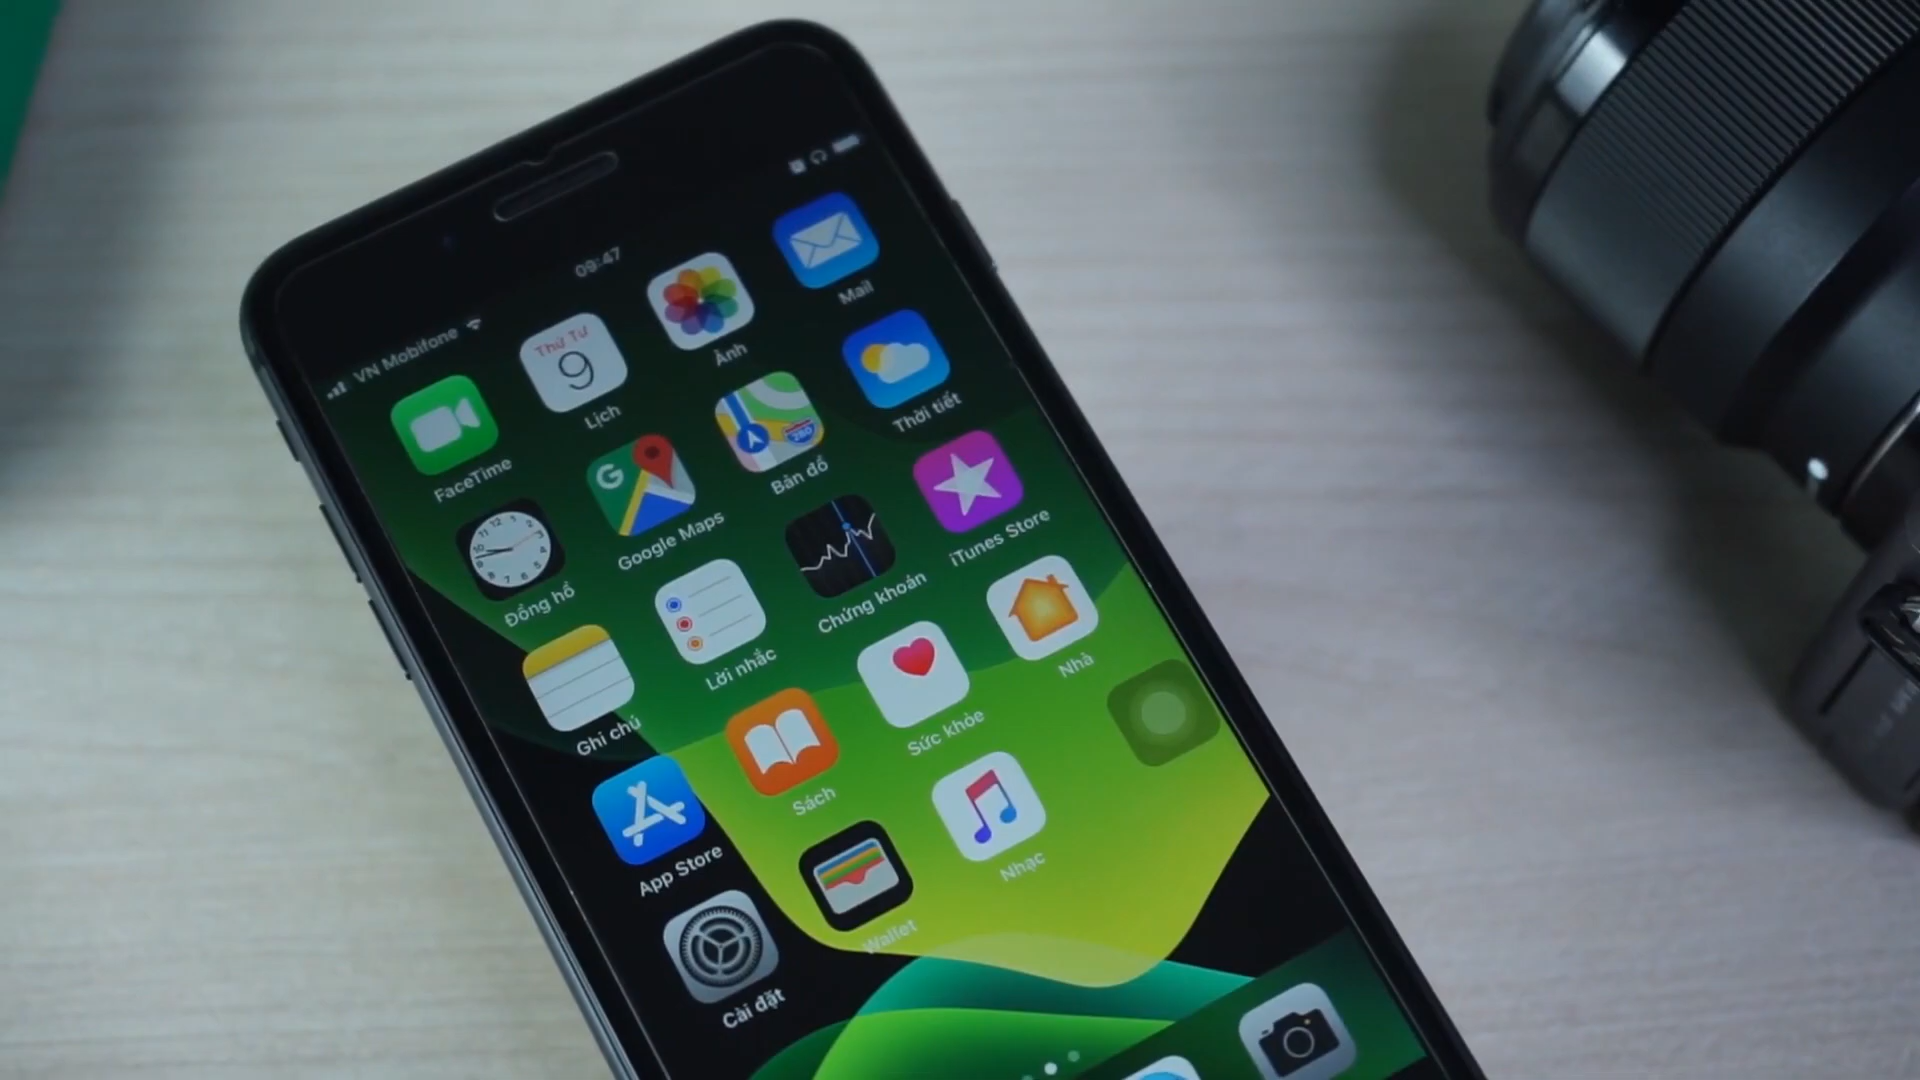 VN Mobifone
09:47
FaceTime
Thứ Tư
9
Lịch
Ảnh
Mail
Đồng hồ
G
Google Maps
280
Bản đồ
Thời tiết
Ghi chú
Lời nhắc
Chứng khoán
iTunes Store
App Store
Sách
Sức khỏe
Nhà
Cài đặt
Wallet
Nhạc